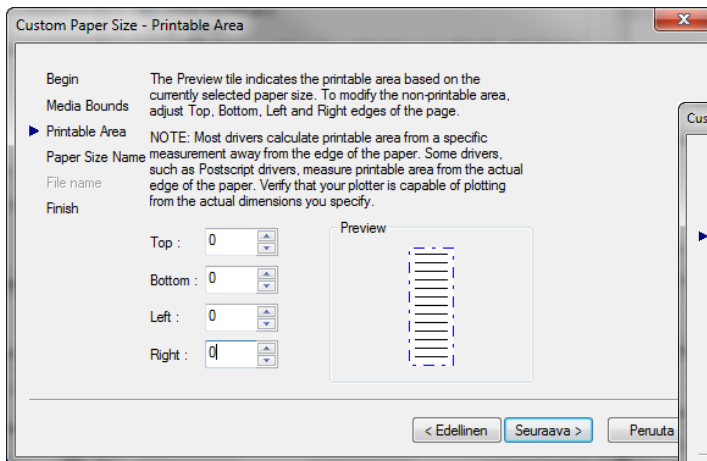 Custom Paper Size - Printable Area
Begin
Media Bounds
Printable Area
Paper Size Name
File name
Finish
The Preview tile indicates the printable area based on the
currently selected paper size. To modify the non-printable area,
adjust Top, Bottom, Left and Right edges of the page.
NOTE: Most drivers calculate printable area from a specific
measurement away from the edge of the paper. Some drivers,
such as Postscript drivers, measure printable area from the actual
edge of the paper. Verify that your plotter is capable of plotting
from the actual dimensions you specify.
Top : 0
Bottom : 0
Left : 0
Right : 0
Preview
< Edellinen
Seuraava >
Peruuta
Cus